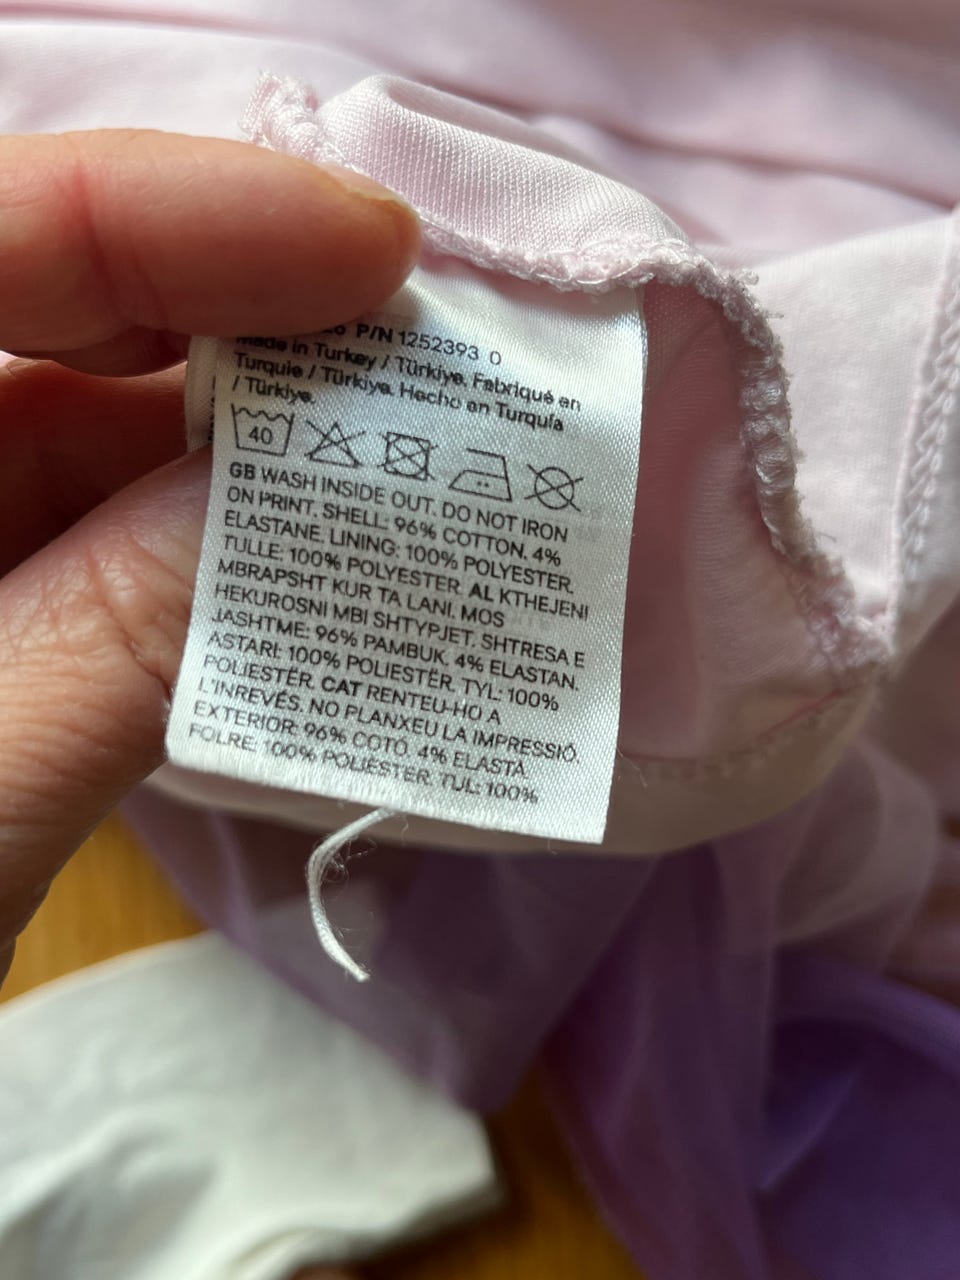 P/N 1252393 0
Made in Turkey / Türkiye. Fabriqué en
Turquie / Türkiye. Hecho en Turquía
/ Türkiye.
40
GB WASH INSIDE OUT. DO NOT IRON
ON PRINT. SHELL: 96% COTTON. 4%
ELASTANE. LINING: 100% POLYESTER.
TULLE: 100% POLYESTER. AL KTHEJENI
MBRAPSHT KUR TA LANI. MOS
HEKUROSNI MBI SHTYPJET. SHTRESA E
JASHTME: 96% PAMBUK. 4% ELASTAN.
ASTARI: 100% POLIESTËR. TYL: 100%
POLIESTËR. CAT RENTEU-HO A
L'INREVÉS. NO PLANXEU LA IMPRESSIÓ.
EXTERIOR: 96% COTÓ. 4% ELASTÀ.
FOLRE: 100% POLIÈSTER. TUL: 100%